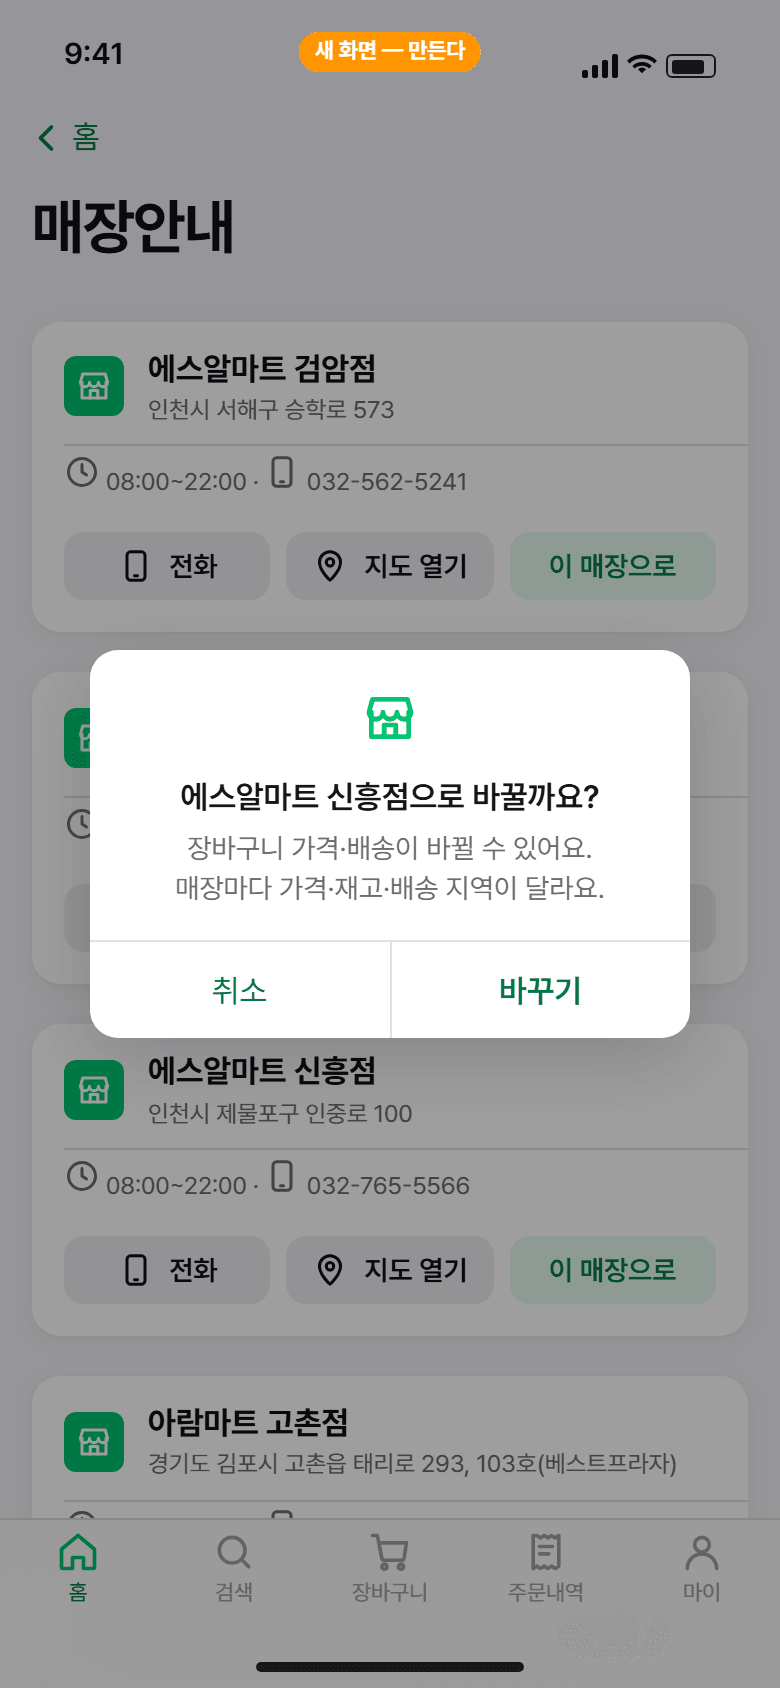 9:41
새 화면 — 만든다
홈
매장안내
에스알마트 검암점
인천시 서해구 승학로 573
08:00~22:00 · 032-562-5241
전화
지도 열기
이 매장으로
에스알마트 신흥점으로 바꿀까요?
장바구니 가격·배송이 바뀔 수 있어요.
매장마다 가격·재고·배송 지역이 달라요.
취소
바꾸기
에스알마트 신흥점
인천시 제물포구 인중로 100
08:00~22:00 · 032-765-5566
전화
지도 열기
이 매장으로
아람마트 고촌점
경기도 김포시 고촌읍 태리로 293, 103호(베스트프라자)
홈
검색
장바구니
주문내역
마이